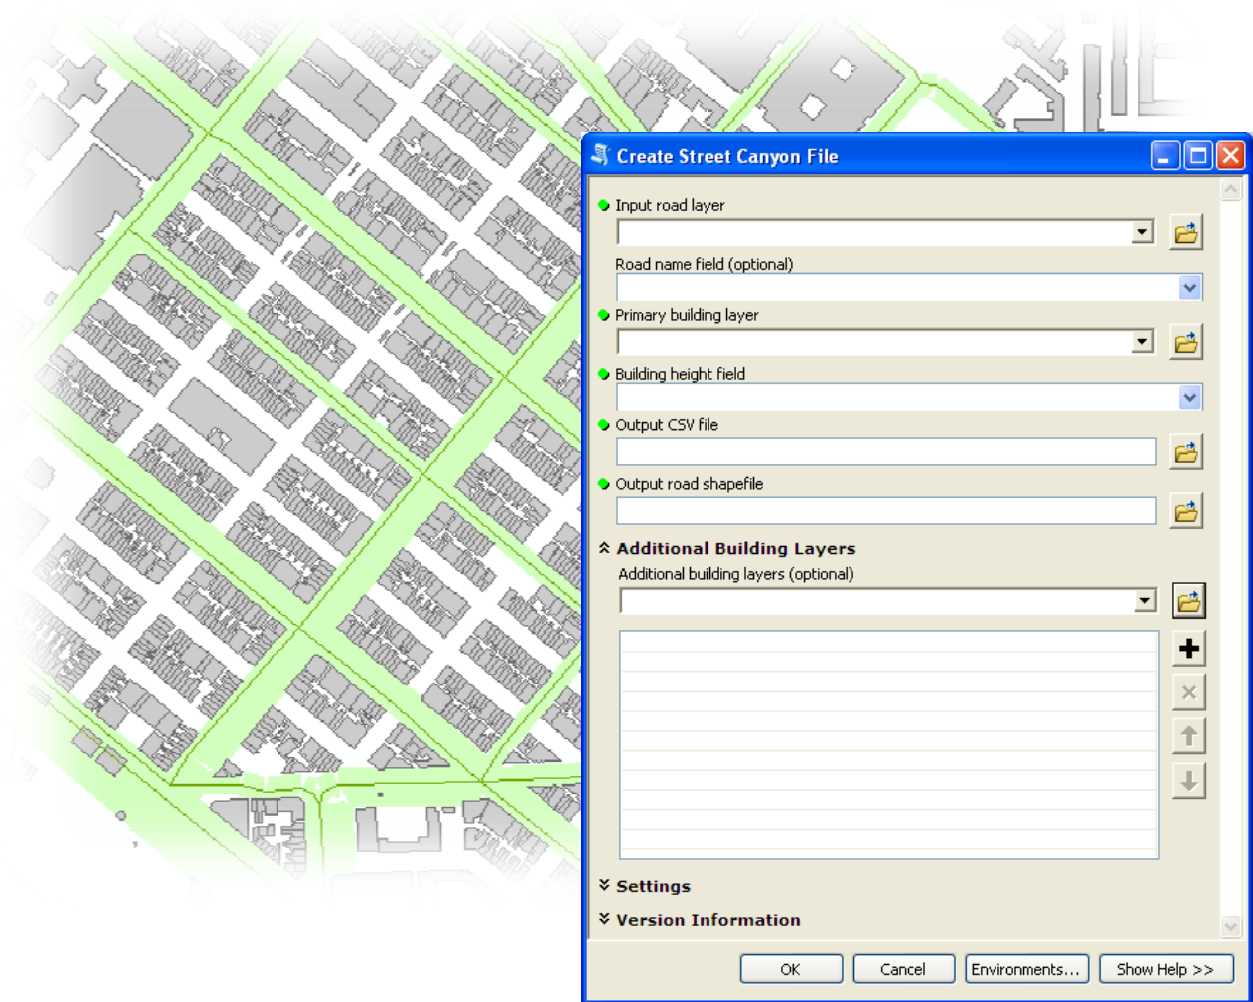 Create Street Canyon File
Input road layer
Road name field (optional)
Primary building layer
Building height field
Output CSV file
Output road shapefile
Additional Building Layers
Additional building layers (optional)
Settings
Version Information
OK
Cancel
Environments...
Show Help >>